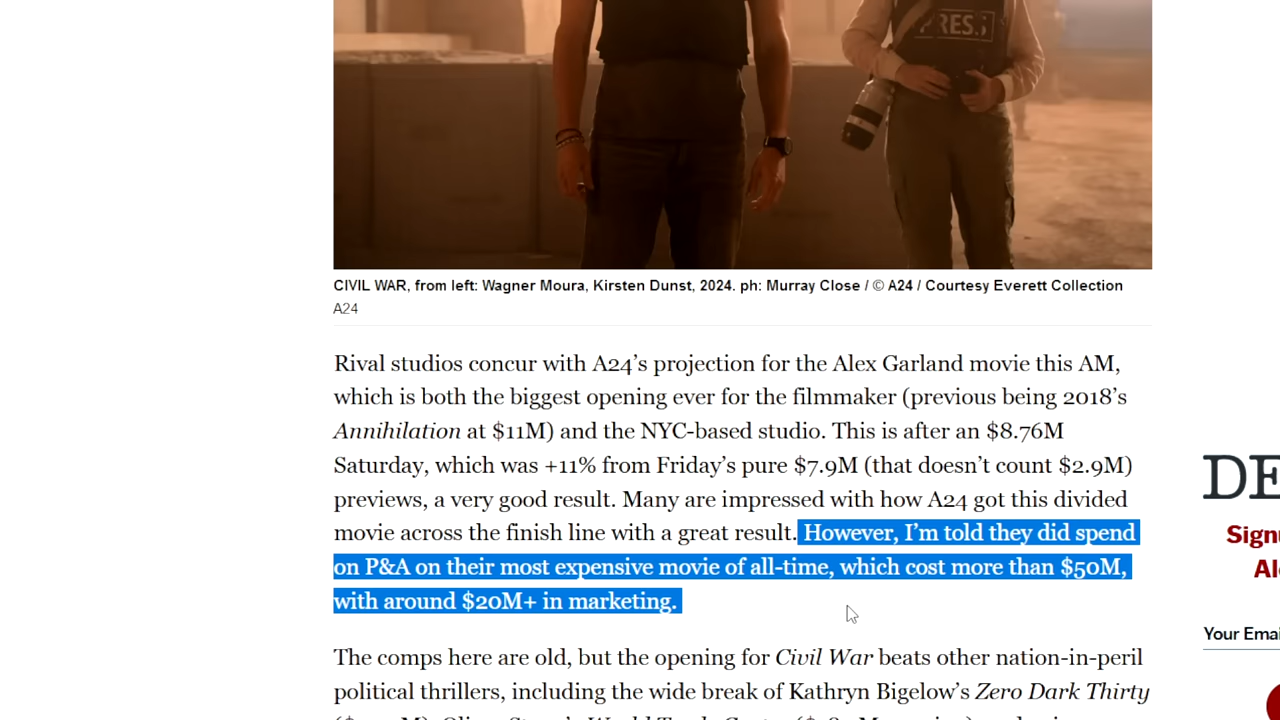 PRESS
CIVIL WAR, from left: Wagner Moura, Kirsten Dunst, 2024. ph: Murray Close / © A24 / Courtesy Everett Collection
A24
Rival studios concur with A24’s projection for the Alex Garland movie this AM,
which is both the biggest opening ever for the filmmaker (previous being 2018’s
Annihilation at $11M) and the NYC-based studio. This is after an $8.76M
Saturday, which was +11% from Friday’s pure $7.9M (that doesn’t count $2.9M)
previews, a very good result. Many are impressed with how A24 got this divided
movie across the finish line with a great result. However, I’m told they did spend
on P&A on their most expensive movie of all-time, which cost more than $50M,
with around $20M+ in marketing.
The comps here are old, but the opening for Civil War beats other nation-in-peril
political thrillers, including the wide break of Kathryn Bigelow’s Zero Dark Thirty
DE
Sign
Al
Your Emai